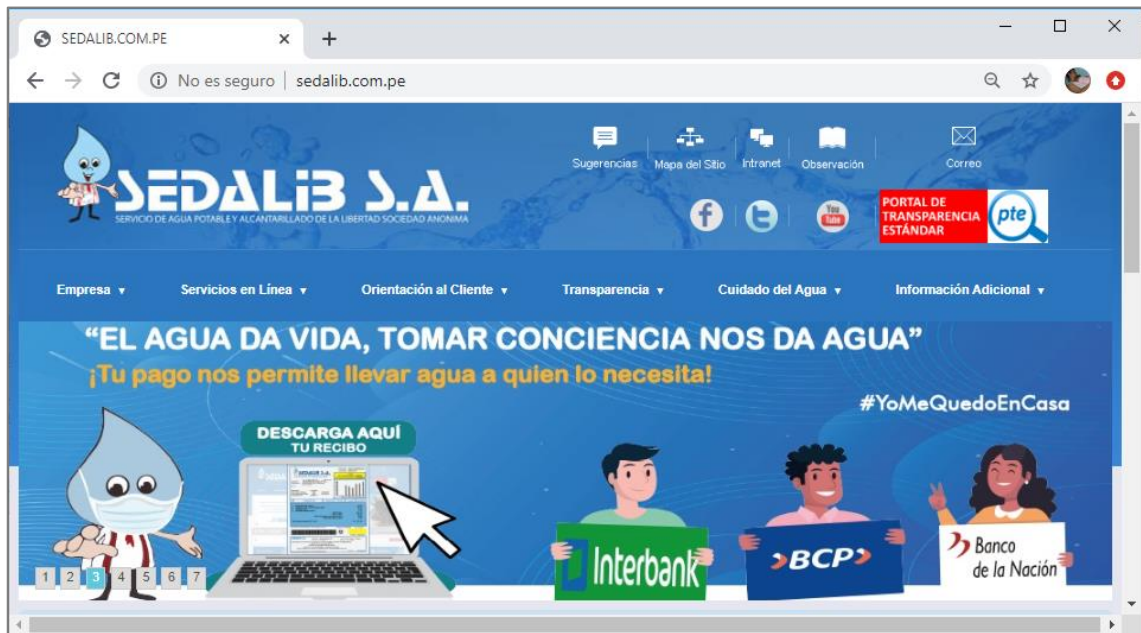 SEDALIB.COM.PE
No es seguro | sedalib.com.pe
Sugerencias
Mapa del Sitio
Intranet
Observación
Correo
SEDALIB S.A.
SERVICIO DE AGUA POTABLE Y ALCANTARILLADO DE LA LIBERTAD SOCIEDAD ANONIMA
You
Tube
PORTAL DE
TRANSPARENCIA
ESTÁNDAR
pte
Empresa
Servicios en Línea
Orientación al Cliente
Transparencia
Cuidado del Agua
Información Adicional
“EL AGUA DA VIDA, TOMAR CONCIENCIA NOS DA AGUA”
¡Tu pago nos permite llevar agua a quien lo necesita!
#YoMeQuedoEnCasa
DESCARGA AQUÍ
TU RECIBO
SEDALIB S.A.
Interbank
BCP
Banco
de la Nación
1 2 3 4 5 6 7